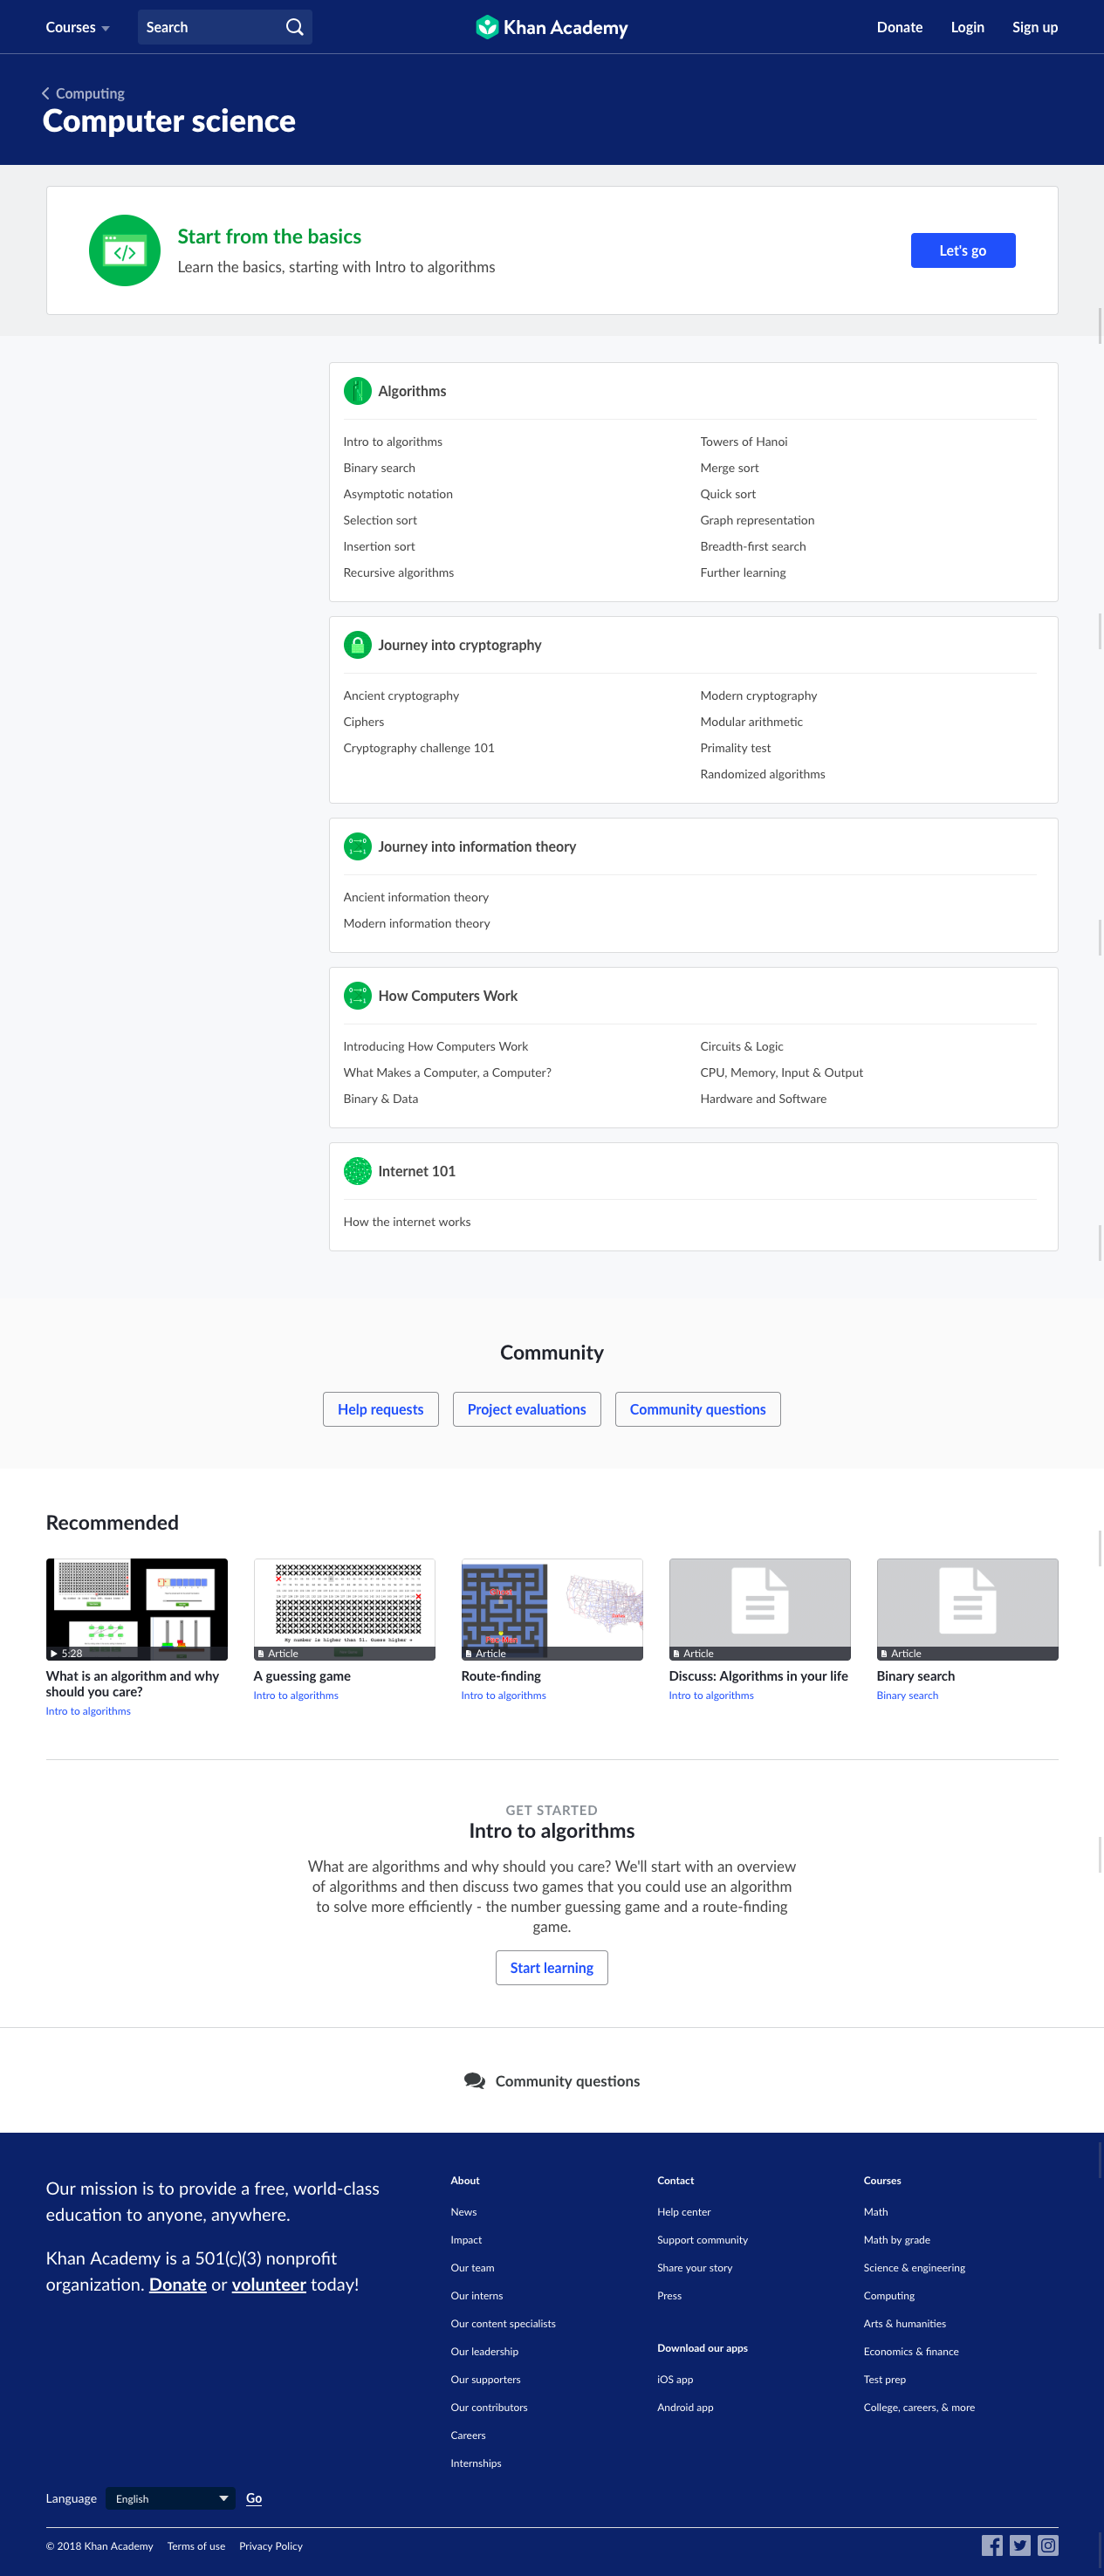 Courses
Search
Khan Academy
Donate
Login
Sign up
Computing
Computer science
Start from the basics
Learn the basics, starting with Intro to algorithms
Let's go
Algorithms
Intro to algorithms
Binary search
Asymptotic notation
Selection sort
Insertion sort
Recursive algorithms
Towers of Hanoi
Merge sort
Quick sort
Graph representation
Breadth-first search
Further learning
Journey into cryptography
Ancient cryptography
Ciphers
Cryptography challenge 101
Modern cryptography
Modular arithmetic
Primality test
Randomized algorithms
Journey into information theory
Ancient information theory
Modern information theory
How Computers Work
Introducing How Computers Work
What Makes a Computer, a Computer?
Binary & Data
Circuits & Logic
CPU, Memory, Input & Output
Hardware and Software
Internet 101
How the internet works
Community
Help requests
Project evaluations
Community questions
Recommended
5:28
What is an algorithm and why
should you care?
Intro to algorithms
My number is higher than 51. Guess higher
Article
A guessing game
Intro to algorithms
Article
Route-finding
Intro to algorithms
Article
Discuss: Algorithms in your life
Intro to algorithms
Article
Binary search
Binary search
GET STARTED
Intro to algorithms
What are algorithms and why should you care? We'll start with an overview
of algorithms and then discuss two games that you could use an algorithm
to solve more efficiently - the number guessing game and a route-finding
game.
Start learning
Community questions
Our mission is to provide a free, world-class
education to anyone, anywhere.
Khan Academy is a 501(c)(3) nonprofit
organization. Donate or volunteer today!
About
News
Impact
Our team
Our interns
Our content specialists
Our leadership
Our supporters
Our contributors
Careers
Internships
Contact
Help center
Support community
Share your story
Press
Download our apps
iOS app
Android app
Courses
Math
Math by grade
Science & engineering
Computing
Arts & humanities
Economics & finance
Test prep
College, careers, & more
Language
English
Go
© 2018 Khan Academy
Terms of use
Privacy Policy